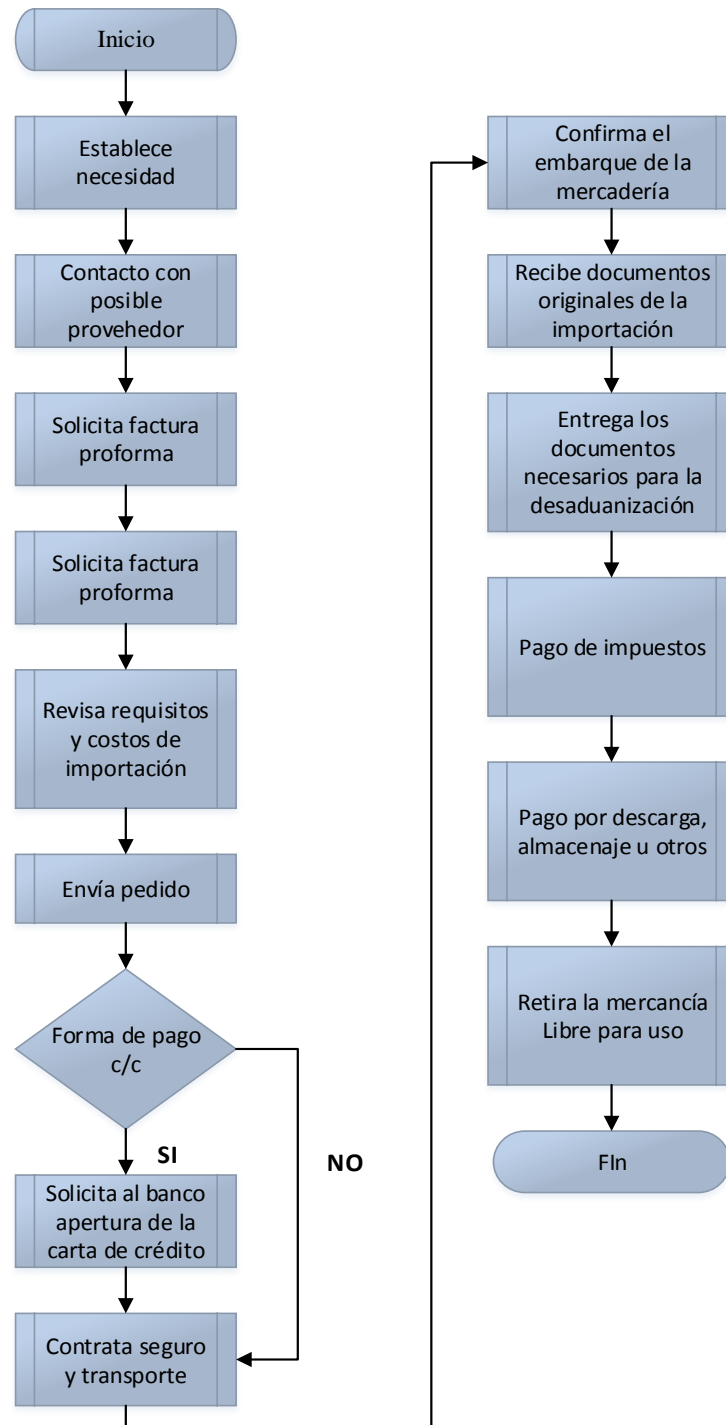 Inicio
Establece
necesidad
Contacto con
posible
provehedor
Solicita factura
proforma
Solicita factura
proforma
Revisa requisitos
y costos de
importación
Envía pedido
Forma de pago
c/c
SI
NO
Solicita al banco
apertura de la
carta de crédito
Contrata seguro
y transporte
Confirma el
embarque de la
mercadería
Recibe documentos
originales de la
importación
Entrega los
documentos
necesarios para la
desaduanización
Pago de impuestos
Pago por descarga,
almacenaje u otros
Retira la mercancía
Libre para uso
FIn